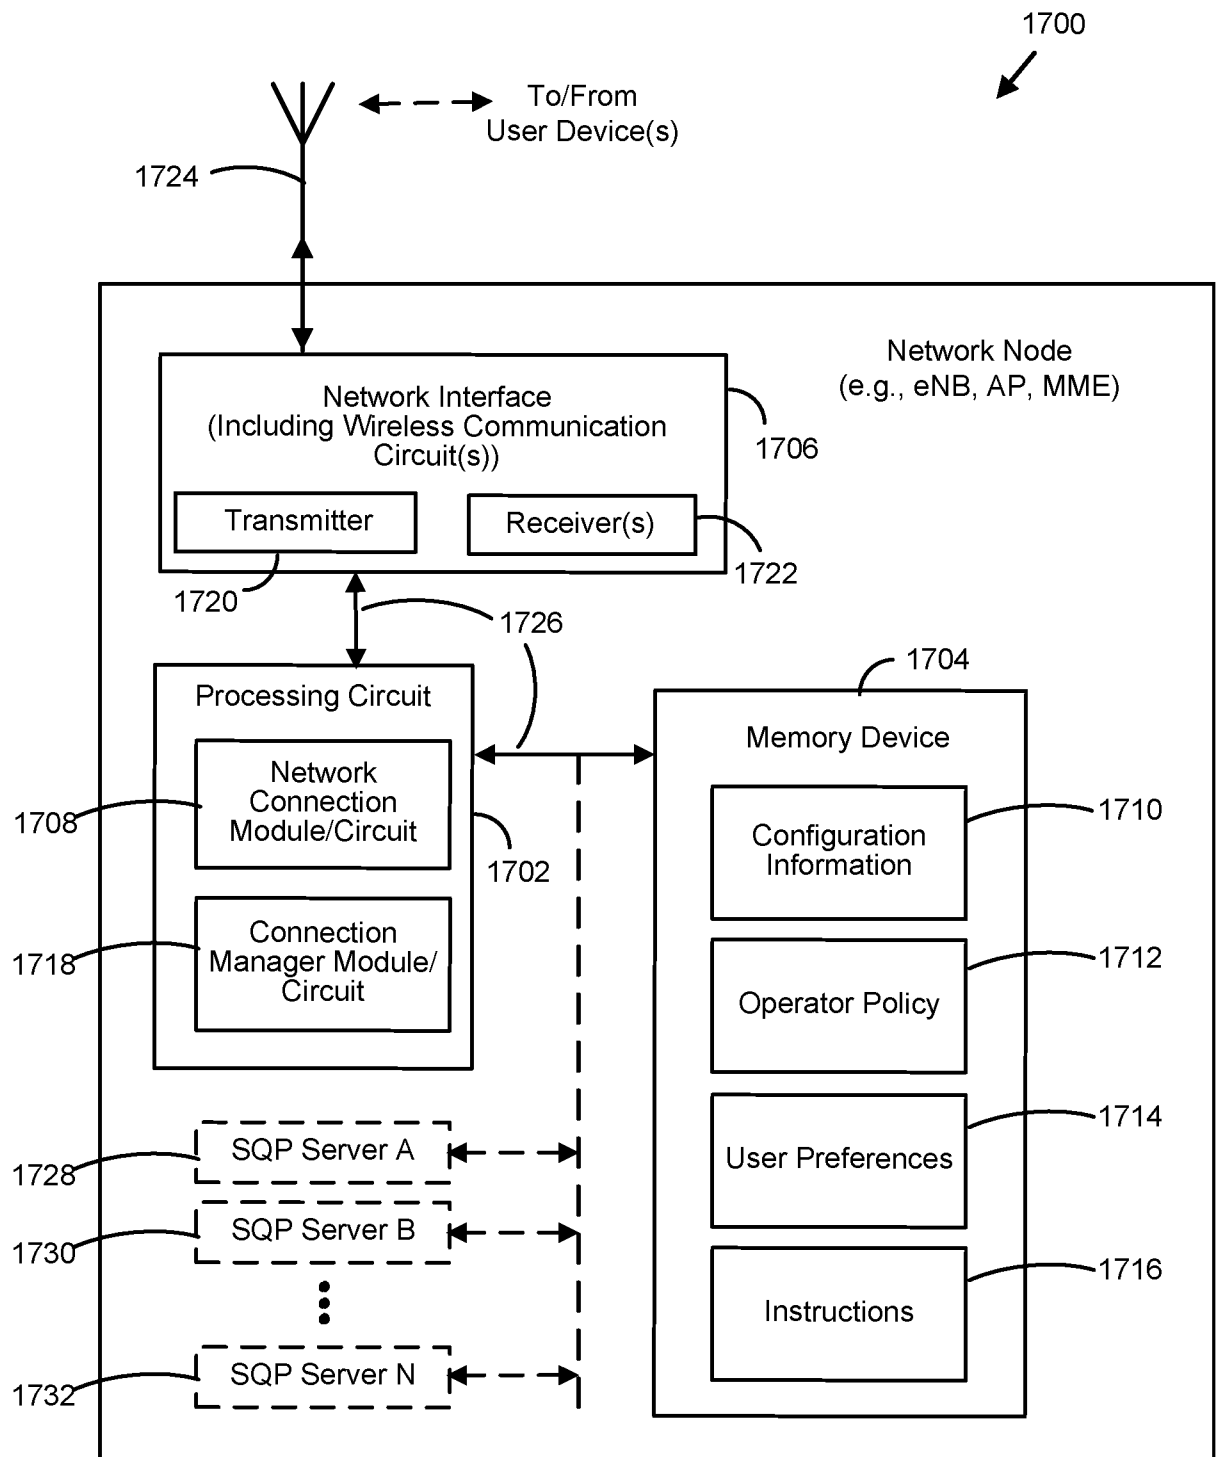 1700
To/From
User Device(s)
1724
Network Node
(e.g., eNB, AP, MME)
Network Interface
(Including Wireless Communication
Circuit(s))
1706
Transmitter
Receiver(s)
1722
1720
1726
1704
Processing Circuit
Memory Device
Network
Connection
Module/Circuit
1708
1702
Configuration
Information
1710
Connection
Manager Module/
Circuit
1718
Operator Policy
1712
SQP Server A
1728
User Preferences
1714
SQP Server B
1730
Instructions
1716
SQP Server N
1732